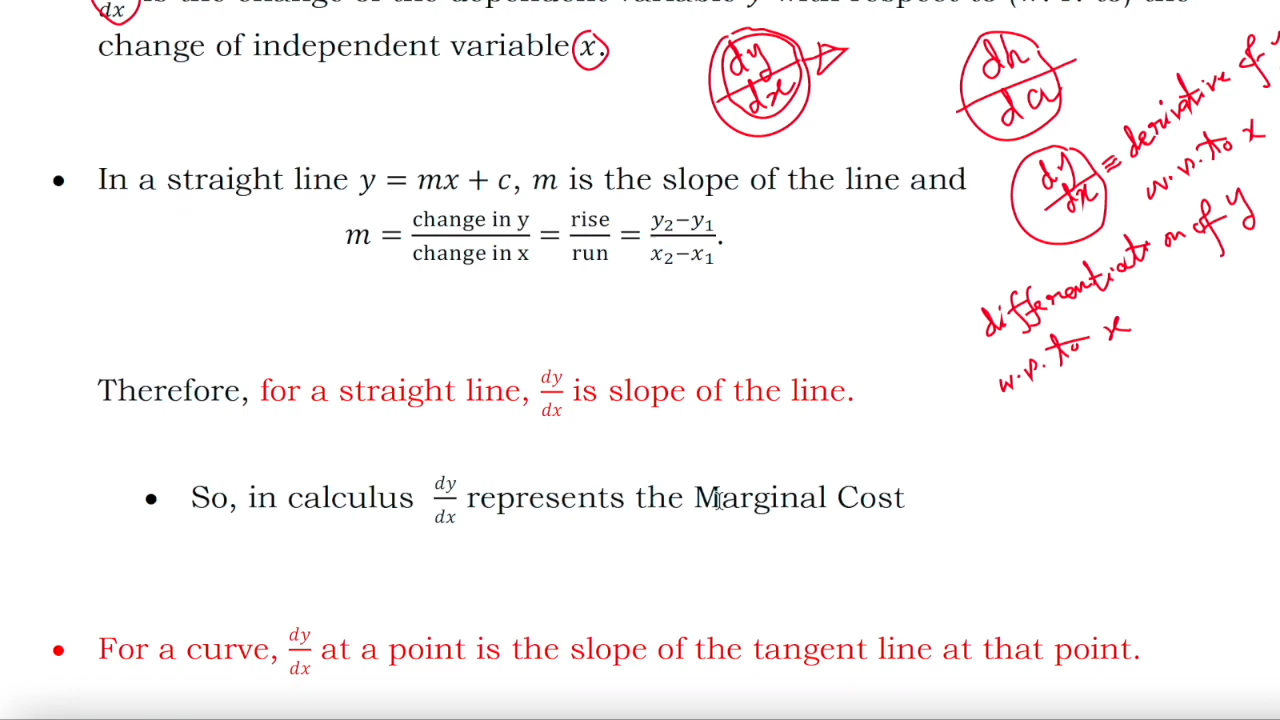 dx
change of independent variable x.
dy
dx
dh
da
dy/dx ≡ derivative of
w.r. to x
differentiation of y
w.r. to x
• In a straight line y = mx + c, m is the slope of the line and
m = change in y / change in x = rise / run = y₂−y₁ / x₂−x₁.
Therefore, for a straight line, dy/dx is slope of the line.
• So, in calculus dy/dx represents the Marginal Cost
• For a curve, dy/dx at a point is the slope of the tangent line at that point.